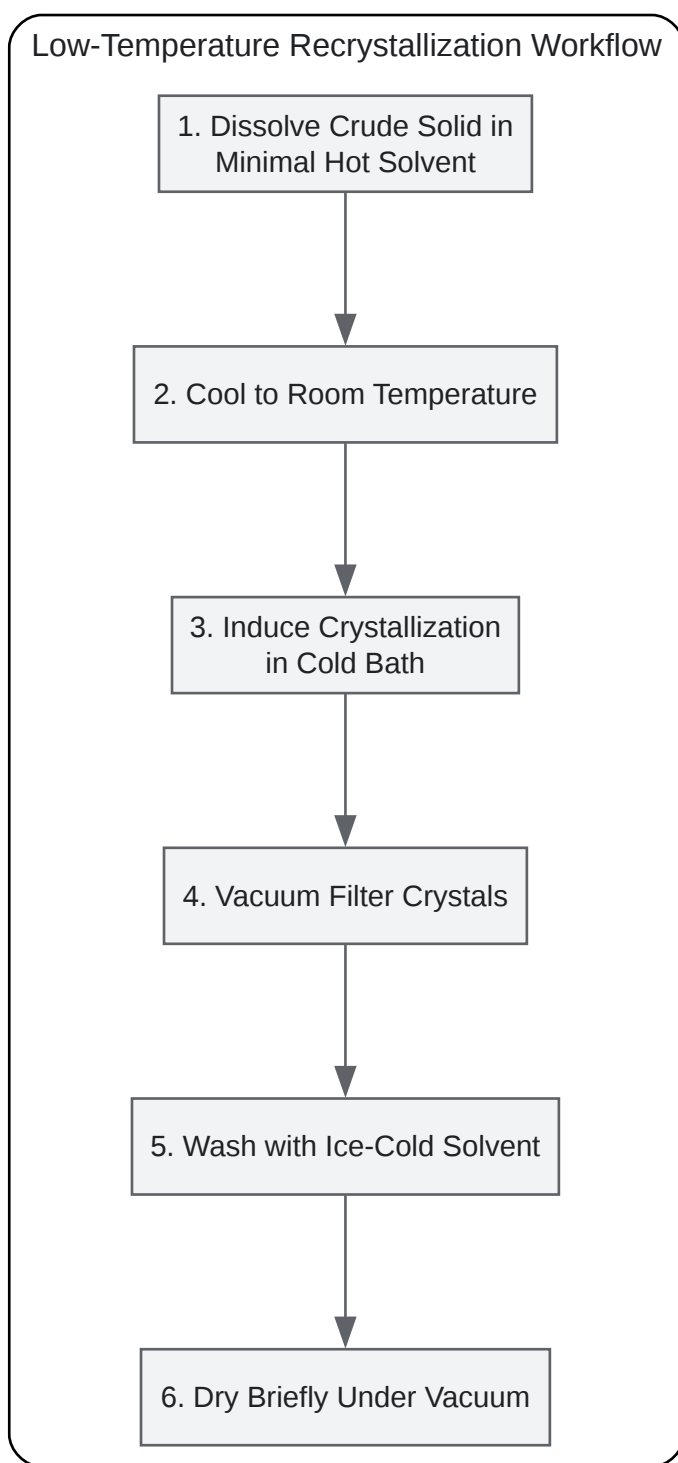 Low-Temperature Recrystallization Workflow
1. Dissolve Crude Solid in
Minimal Hot Solvent
2. Cool to Room Temperature
3. Induce Crystallization
in Cold Bath
4. Vacuum Filter Crystals
5. Wash with Ice-Cold Solvent
6. Dry Briefly Under Vacuum